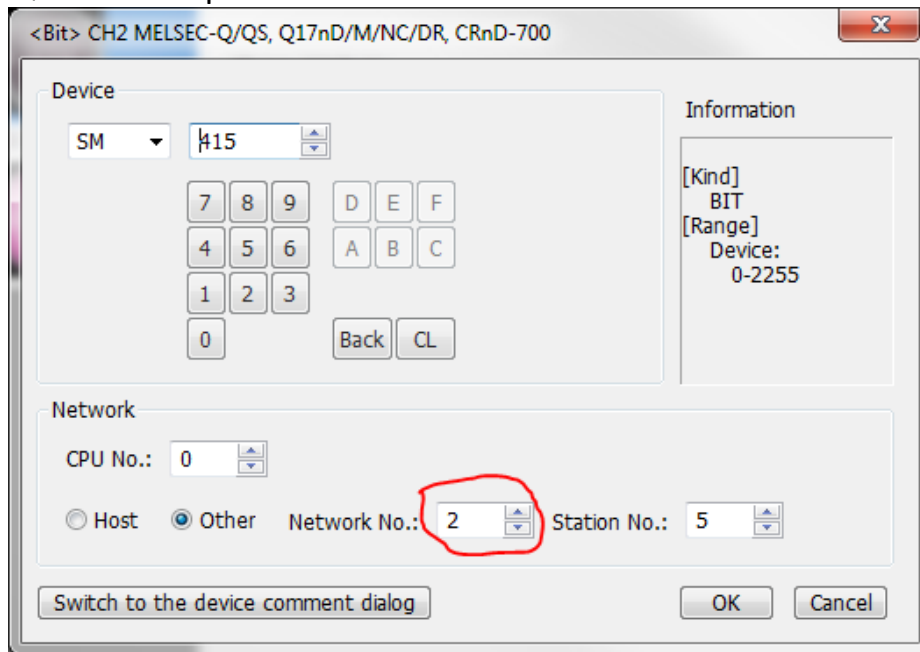 <Bit> CH2 MELSEC-Q/QS, Q17nD/M/NC/DR, CRnD-700
Device
SM 415
7 8 9 D E F
4 5 6 A B C
1 2 3
0 Back CL
Information
[Kind]
BIT
[Range]
Device:
0-2255
Network
CPU No.: 0
Host Other Network No.: 2 Station No.: 5
Switch to the device comment dialog OK Cancel